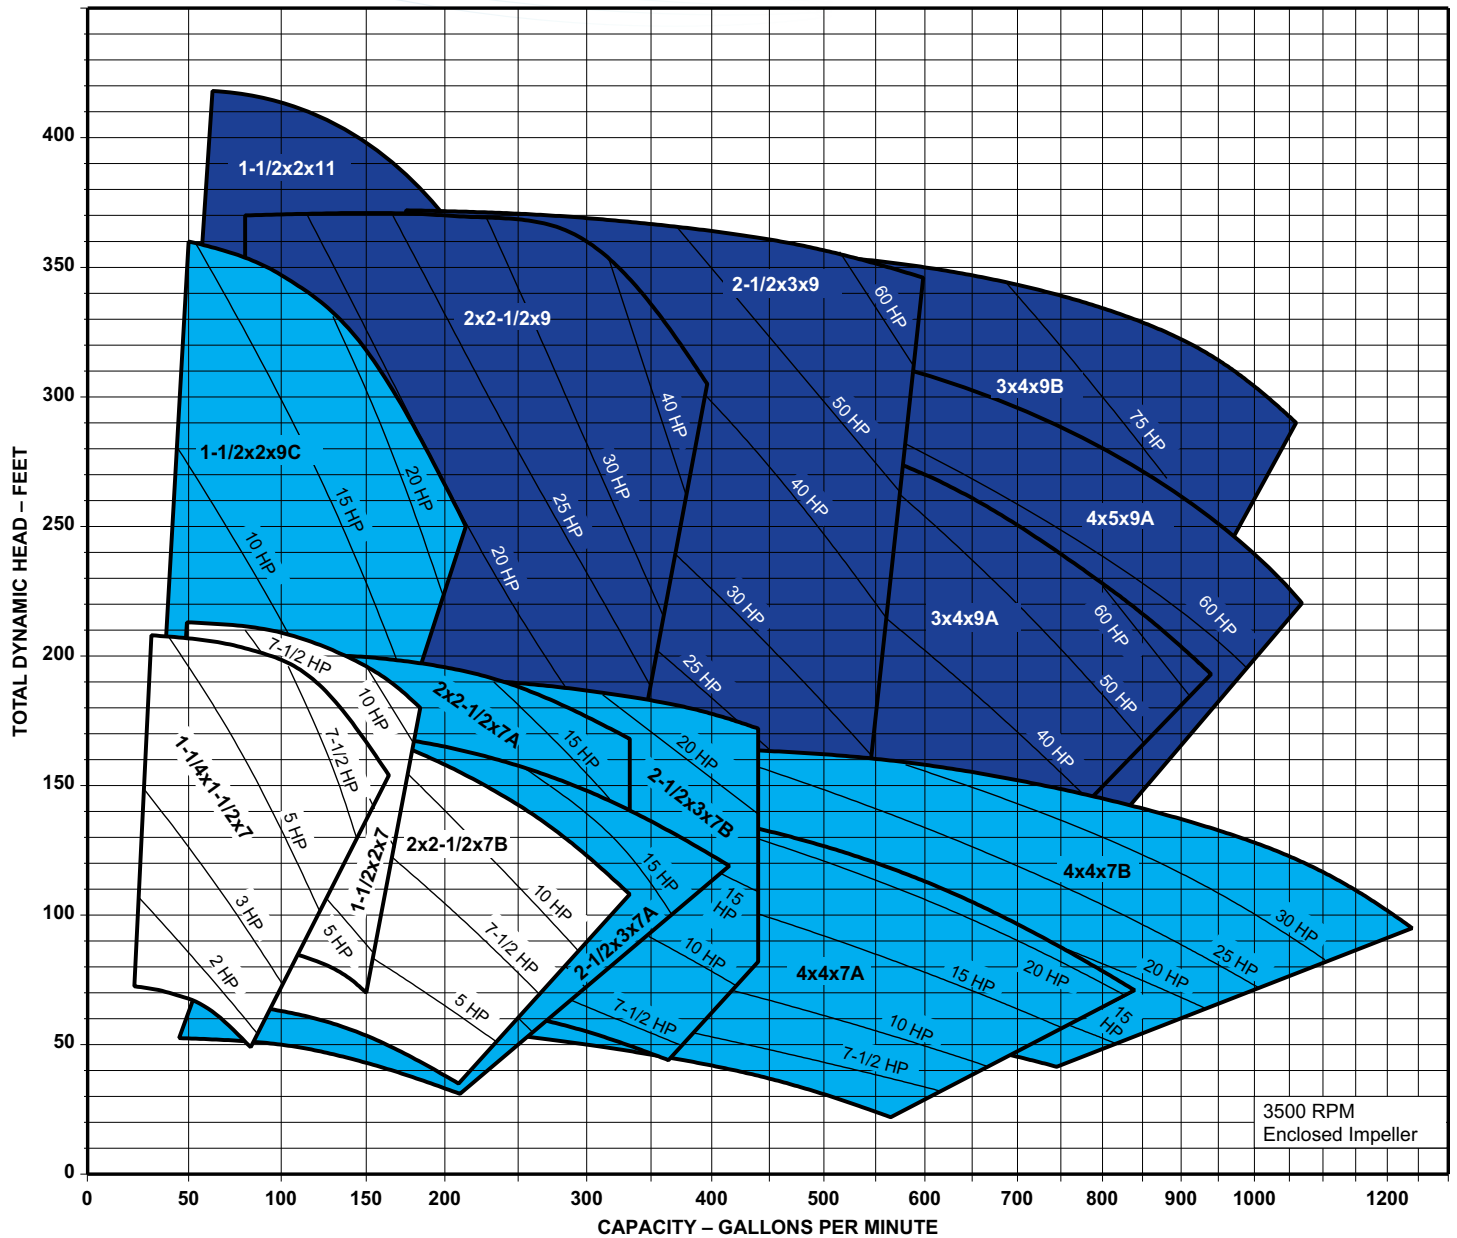 400
350
300
250
200
150
100
50
0
TOTAL DYNAMIC HEAD – FEET
1-1/2x2x11
2-1/2x3x9
60 HP
2x2-1/2x9
3x4x9B
40 HP
50 HP
75 HP
1-1/2x2x9C
20 HP
15 HP
30 HP
25 HP
40 HP
4x5x9A
10 HP
20 HP
30 HP
3x4x9A
60 HP
60 HP
7-1/2 HP
25 HP
10 HP
2x2-1/2x7A
50 HP
1-1/4x1-1/2x7
7-1/2 HP
15 HP
20 HP
40 HP
2-1/2x3x7B
5 HP
1-1/2x2x7
2x2-1/2x7B
15 HP
4x4x7B
3 HP
10 HP
15
HP
30 HP
5 HP
7-1/2 HP
2-1/2x3x7A
10 HP
25 HP
2 HP
4x4x7A
15 HP
20 HP
20 HP
5 HP
7-1/2 HP
10 HP
15
HP
7-1/2 HP
3500 RPM
Enclosed Impeller
0 50 100 150 200 300 400 500 600 700 800 900 1000 1200
CAPACITY – GALLONS PER MINUTE